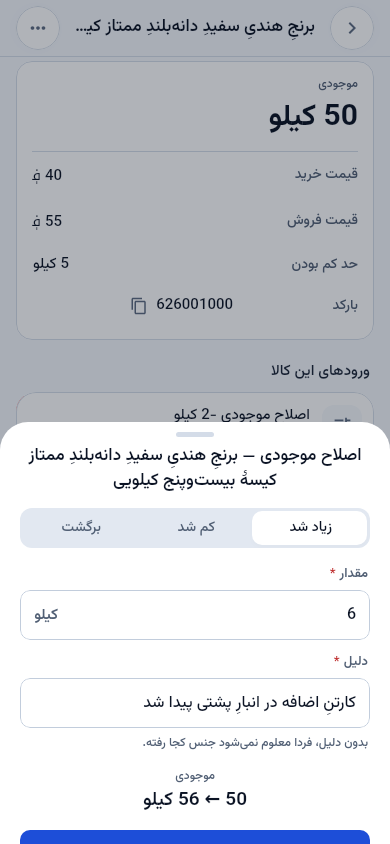 برنجِ هندیِ سفیدِ دانه‌بلندِ ممتاز کی...
موجودی
50 کیلو
قیمت خرید
40 ؋
قیمت فروش
55 ؋
حد کم بودن
5 کیلو
بارکد
626001000
ورودهای این کالا
اصلاح موجودی -2 کیلو
اصلاح موجودی — برنجِ هندیِ سفیدِ دانه‌بلندِ ممتاز
کیسهٔ بیست‌وپنج کیلویی
زیاد شد
کم شد
برگشت
مقدار *
6 کیلو
دلیل *
کارتنِ اضافه در انبارِ پشتی پیدا شد
بدون دلیل، فردا معلوم نمی‌شود جنس کجا رفته.
موجودی
50 ← 56 کیلو